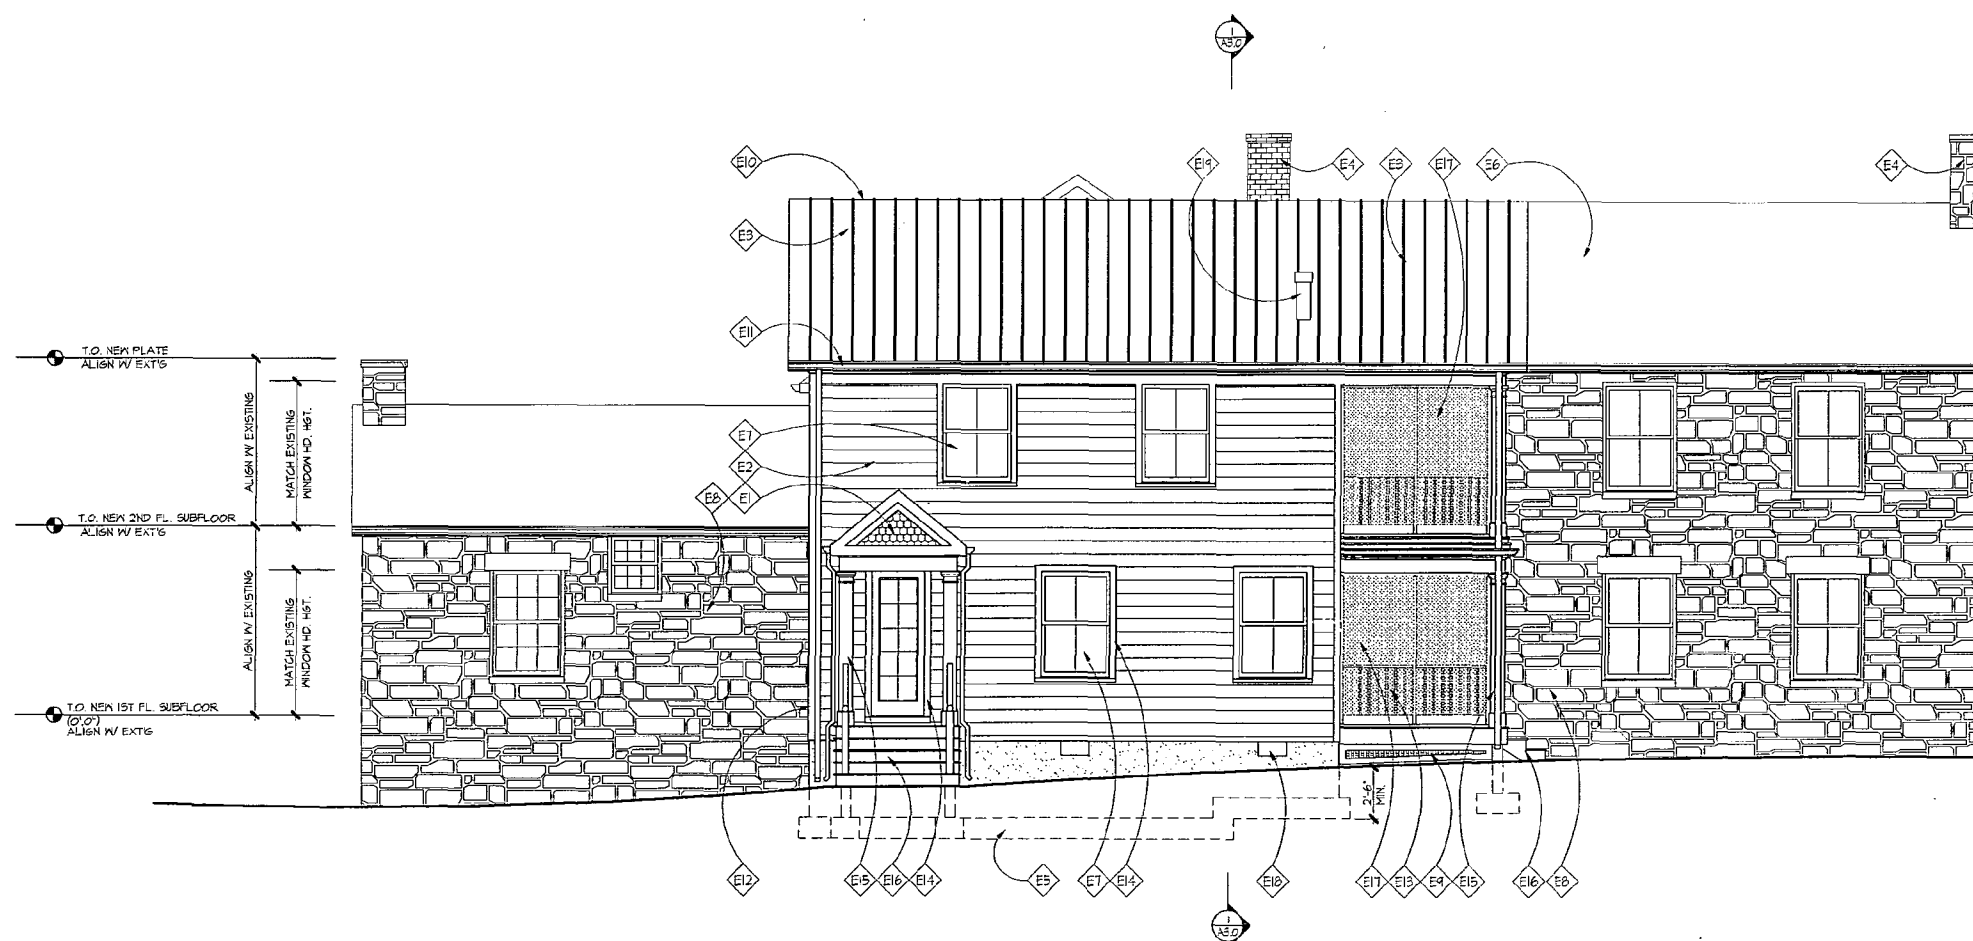 1
A3.0
E10
E19
E4
E3
E17
E6
E4
E3
E11
T.O. NEW PLATE
ALIGN W/ EXT'G
ALIGN W/ EXISTING
MATCH EXISTING
WINDOW HD. HGT.
E7
E2
E8
E1
T.O. NEW 2ND FL. SUBFLOOR
ALIGN W/ EXT'G
ALIGN W/ EXISTING
MATCH EXISTING
WINDOW HD. HGT.
T.O. NEW 1ST FL. SUBFLOOR
(0'.0")
ALIGN W/ EXT'G
2'-6"
MIN.
E12
E15
E16
E14
E5
E7
E14
E18
E17
E13
E9
E15
E16
E8
1
A3.0